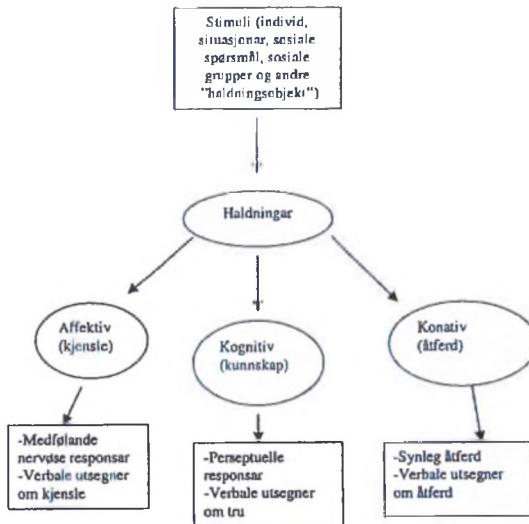 Stimuli (individ,
situasjonar, sosiale
spørsmål, sosiale
grupper og andre
"haldningsobjekt")
Haldningar
Affektiv
(kjensle)
Kognitiv
(kunnskap)
Konativ
(åtferd)
-Medfølande
nervøse responsar
-Verbale utsegner
om kjensle
-Perseptuelle
responsar
-Verbale utsegner
om tru
-Synleg åtferd
-Verbale utsegner
om åtferd